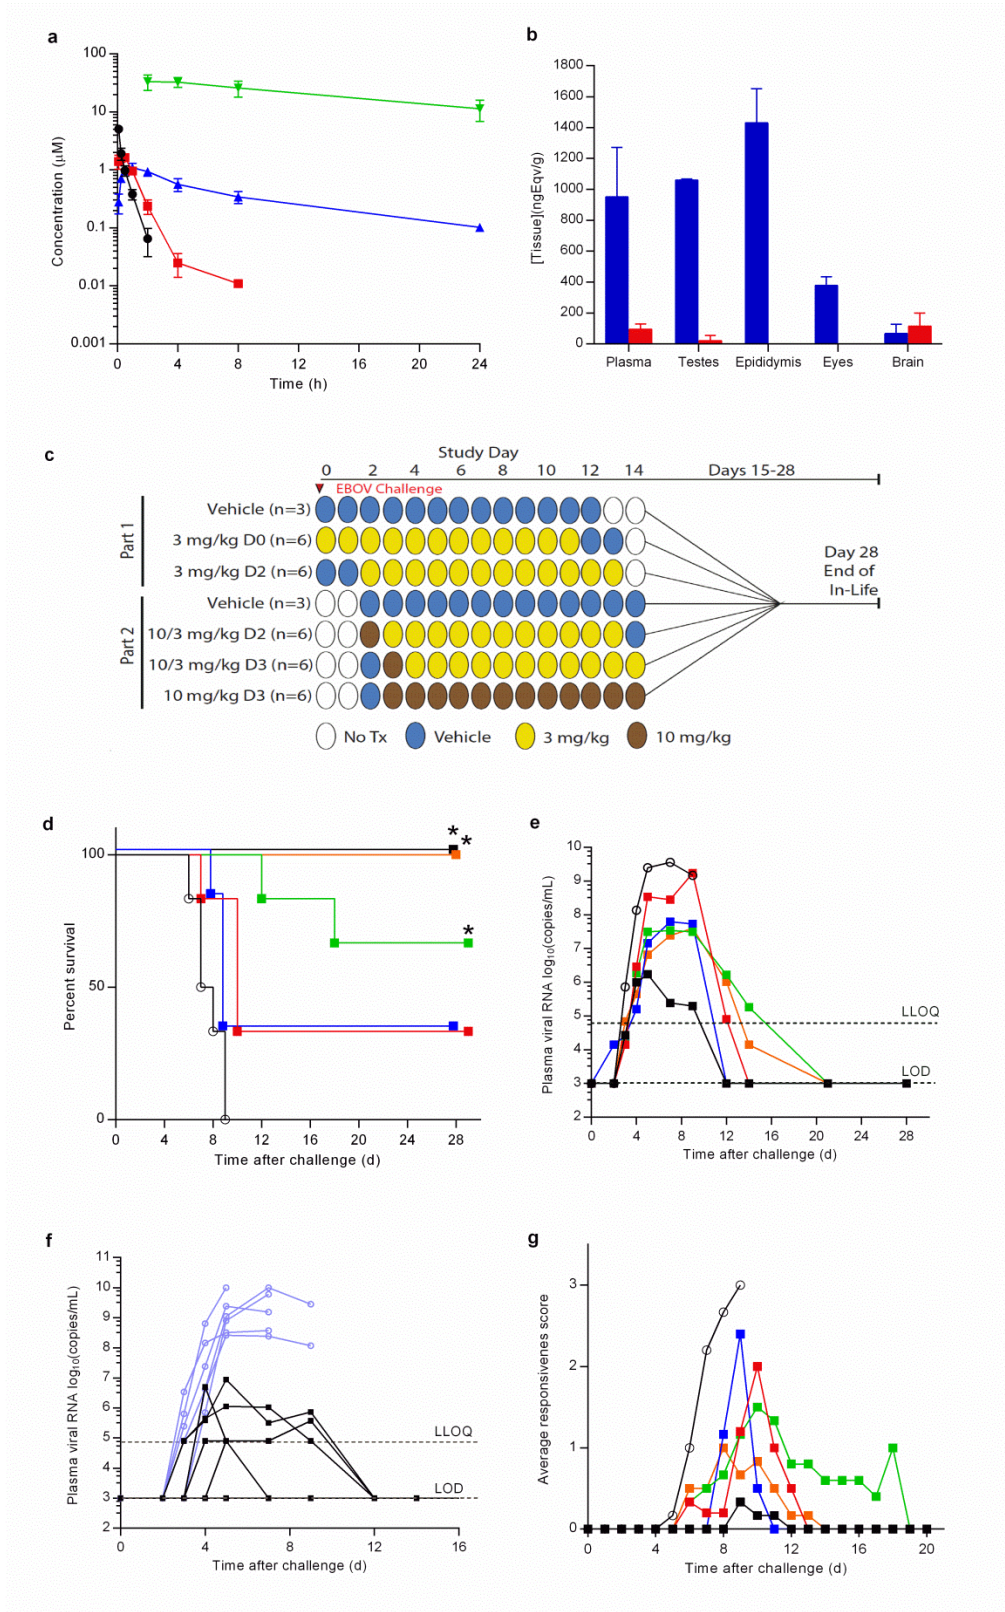 a
100
10
1
0.1
0.01
0.001
Concentration (µM)
0 4 8 12 16 20 24
Time (h)
b
1800
1600
1400
1200
1000
800
600
400
200
0
[Tissue](ngEqv/g)
Plasma Testes Epididymis Eyes Brain
c
Study Day
0 2 4 6 8 10 12 14 Days 15-28
EBOV Challenge
Part 1
Vehicle (n=3)
3 mg/kg D0 (n=6)
3 mg/kg D2 (n=6)
Part 2
Vehicle (n=3)
10/3 mg/kg D2 (n=6)
10/3 mg/kg D3 (n=6)
10 mg/kg D3 (n=6)
Day 28
End of
In-Life
No Tx Vehicle 3 mg/kg 10 mg/kg
d
100
50
0
Percent survival
* *
*
0 4 8 12 16 20 24 28
Time after challenge (d)
e
10
9
8
7
6
5
4
3
2
Plasma viral RNA log10(copies/mL)
LLOQ
LOD
0 4 8 12 16 20 24 28
Time after challenge (d)
f
11
10
9
8
7
6
5
4
3
2
Plasma viral RNA log10(copies/mL)
LLOQ
LOD
0 4 8 12 16
Time after challenge (d)
g
3
2
1
0
Average responsiveness score
0 4 8 12 16 20
Time after challenge (d)